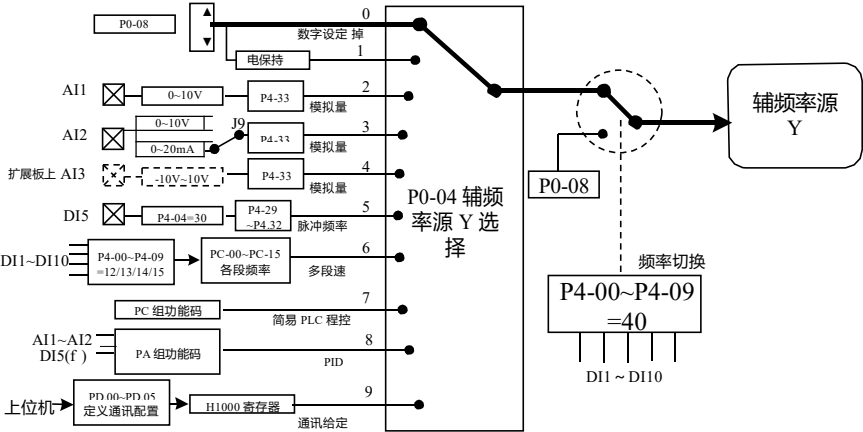 P0-08
0
数字设定 掉
1
电保持
AI1
0~10V
P4-33
2
模拟量
AI2
0~10V
0~20mA
J9
P4-33
3
模拟量
扩展板上 AI3
-10V~10V
P4-33
4
模拟量
DI5
P4-04=30
P4-29
~P4.32
5
脉冲频率
DI1~DI10
P4-00~P4-09
=12/13/14/15
PC-00~PC-15
各段频率
6
多段速
PC 组功能码
7
简易 PLC 程控
AI1~AI2
DI5(f )
PA 组功能码
8
PID
上位机
PD.00~PD.05
定义通讯配置
H1000 寄存器
9
通讯给定
P0-04 辅频
率源 Y 选
择
P0-08
辅频率源
Y
频率切换
P4-00~P4-09
=40
DI1 ~ DI10